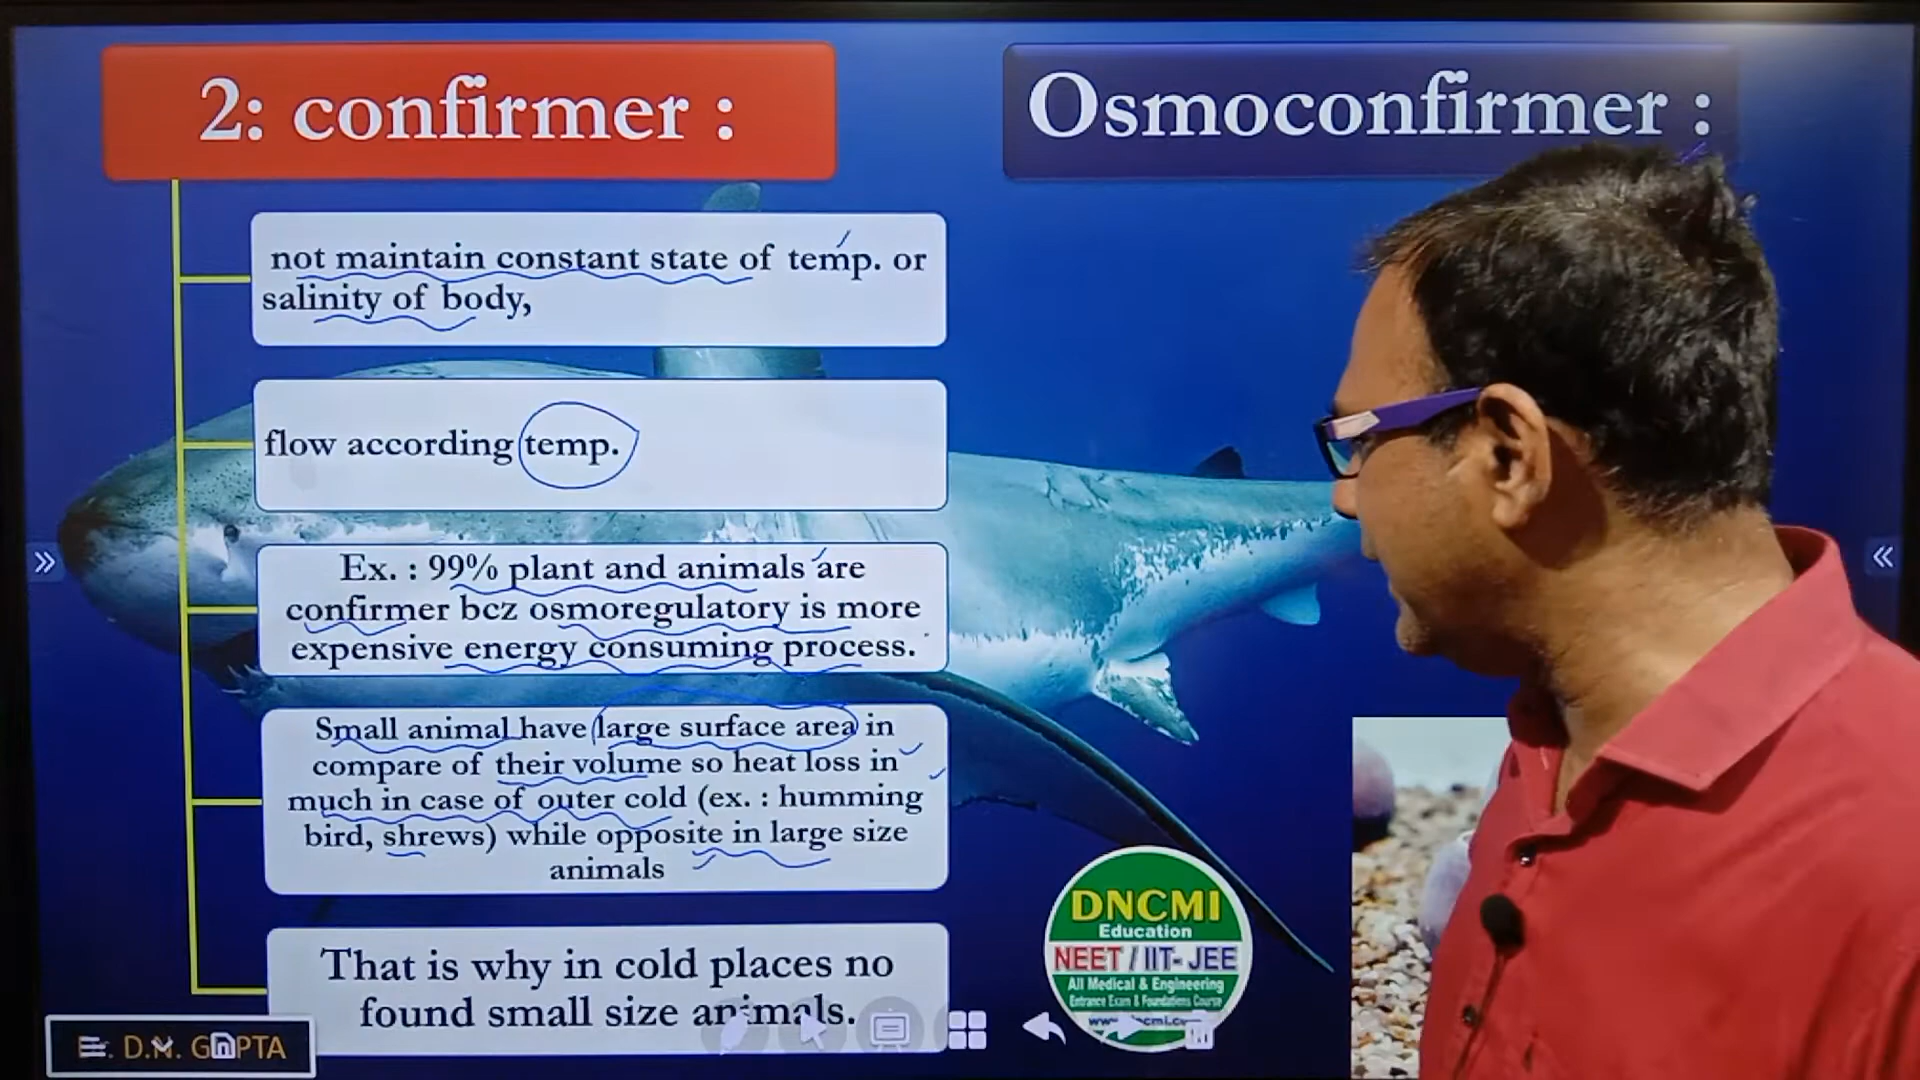 2: confirmer :
not maintain constant state of temp. or
salinity of body,
flow according temp.
Ex. : 99% plant and animals are
confirmer bcz osmoregulatory is more
expensive energy consuming process.
Small animal have large surface area in
compare of their volume so heat loss in
much in case of outer cold (ex. : humming
bird, shrews) while opposite in large size
animals
That is why in cold places no
found small size animals.
Osmoconfirmer :
DNCMI
Education
NEET / IIT- JEE
All Medical & Engineering
Entrance Exam & Foundations Course
D.N. GUPTA